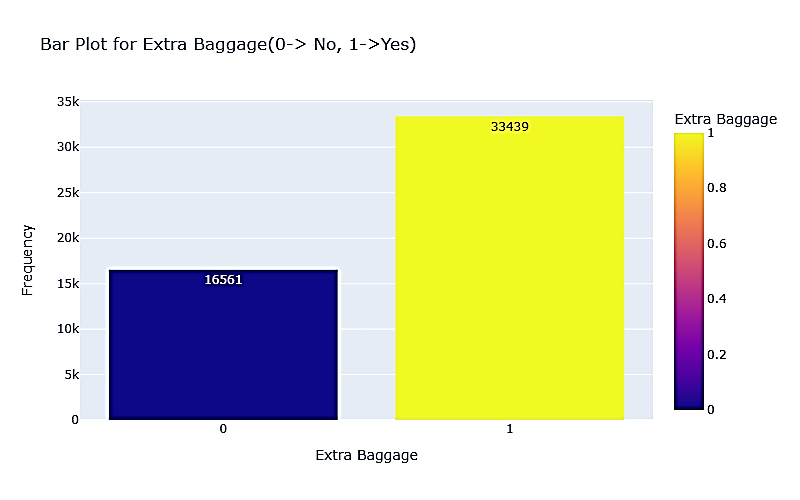 Bar Plot for Extra Baggage(0-> No, 1->Yes)
Extra Baggage
35k
30k
25k
20k
15k
10k
5k
0
Frequency
16561
33439
0
1
Extra Baggage
1
0.8
0.6
0.4
0.2
0